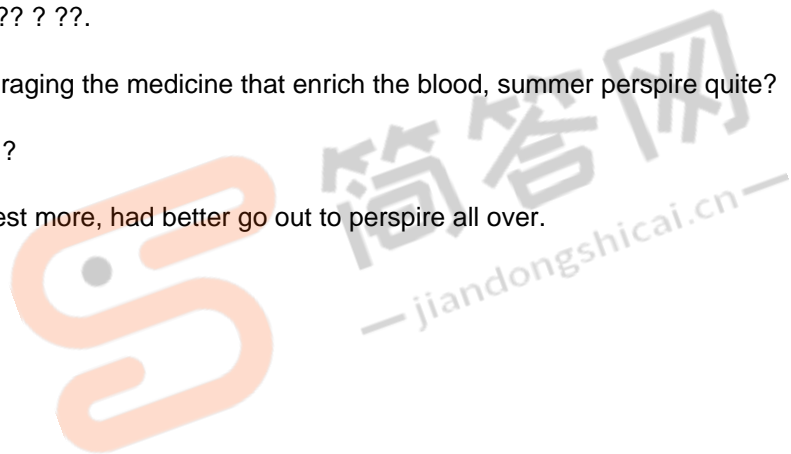 ?? ? ??.
raging the medicine that enrich the blood, summer perspire quite?
?
est more, had better go out to perspire all over.
简答网
jiandongshicai.cn